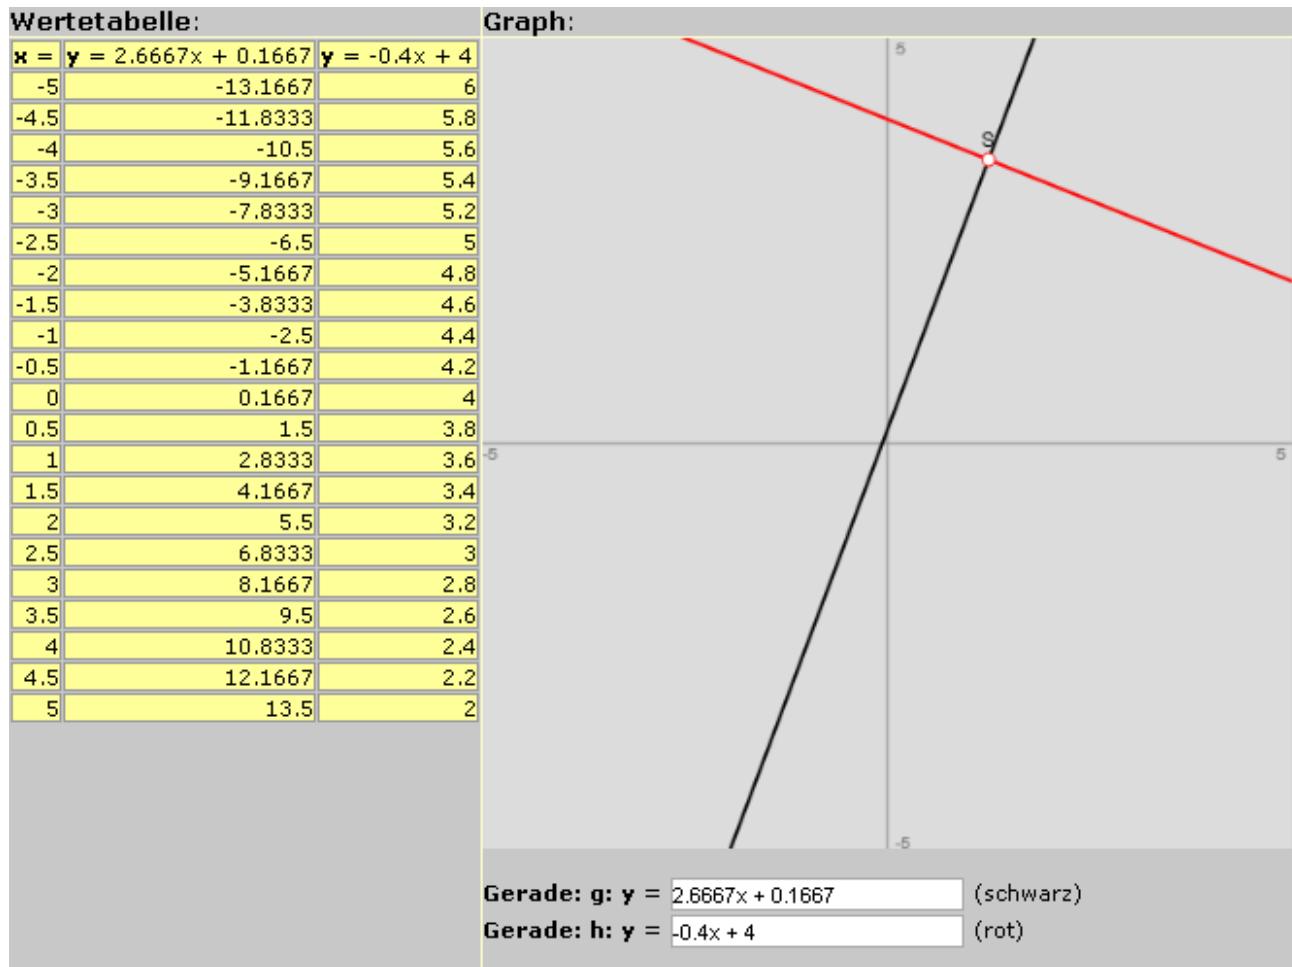 Wertetabelle:
x = y = 2.6667x + 0.1667 y = -0.4x + 4
-5 -13.1667 6
-4.5 -11.8333 5.8
-4 -10.5 5.6
-3.5 -9.1667 5.4
-3 -7.8333 5.2
-2.5 -6.5 5
-2 -5.1667 4.8
-1.5 -3.8333 4.6
-1 -2.5 4.4
-0.5 -1.1667 4.2
0 0.1667 4
0.5 1.5 3.8
1 2.8333 3.6
1.5 4.1667 3.4
2 5.5 3.2
2.5 6.8333 3
3 8.1667 2.8
3.5 9.5 2.6
4 10.8333 2.4
4.5 12.1667 2.2
5 13.5 2
Graph:
5
S
-5 5
-5
Gerade: g: y = 2.6667x + 0.1667 (schwarz)
Gerade: h: y = -0.4x + 4 (rot)